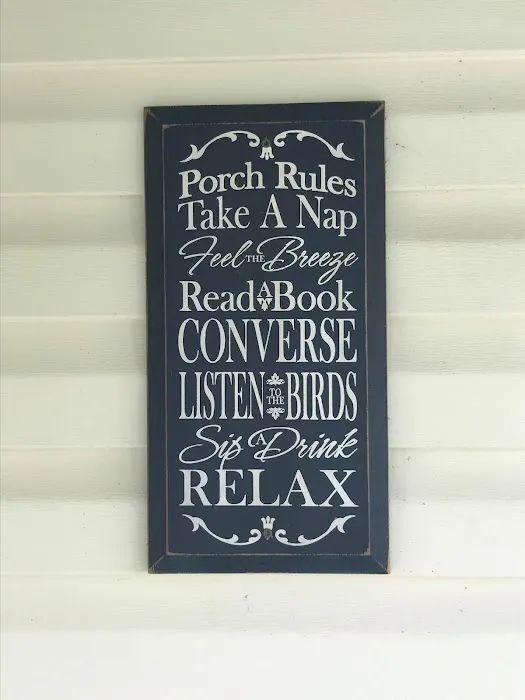 Porch Rules
Take A Nap
Feel THE Breeze
Read A Book
CONVERSE
LISTEN TO THE BIRDS
Sip A Drink
RELAX